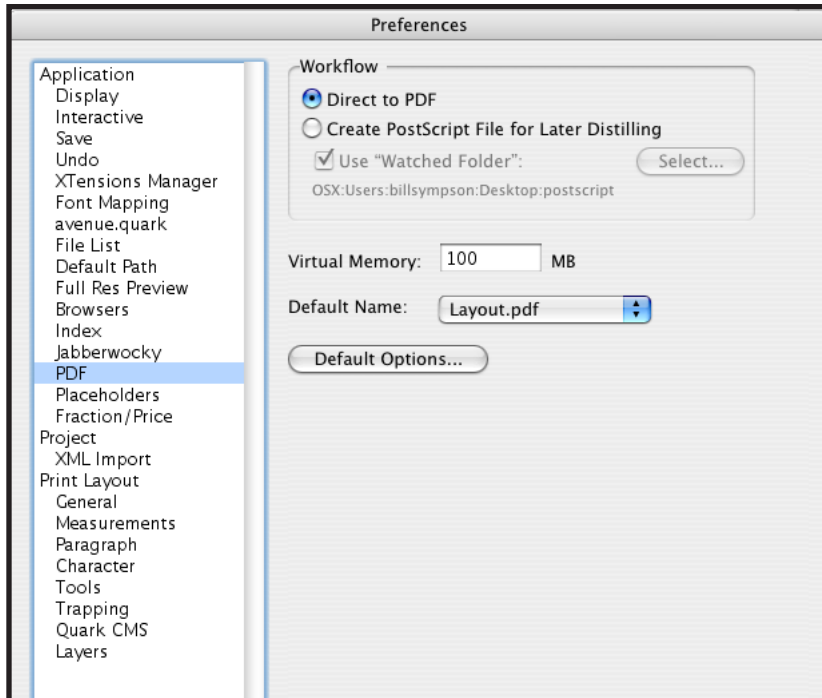 Preferences
Application
Display
Interactive
Save
Undo
XTensions Manager
Font Mapping
avenue.quark
File List
Default Path
Full Res Preview
Browsers
Index
Jabberwocky
PDF
Placeholders
Fraction/Price
Project
XML Import
Print Layout
General
Measurements
Paragraph
Character
Tools
Trapping
Quark CMS
Layers
Workflow
Direct to PDF
Create PostScript File for Later Distilling
Use “Watched Folder”: Select...
OSX:Users:billsympson:Desktop:postscript
Virtual Memory: 100 MB
Default Name: Layout.pdf
Default Options...